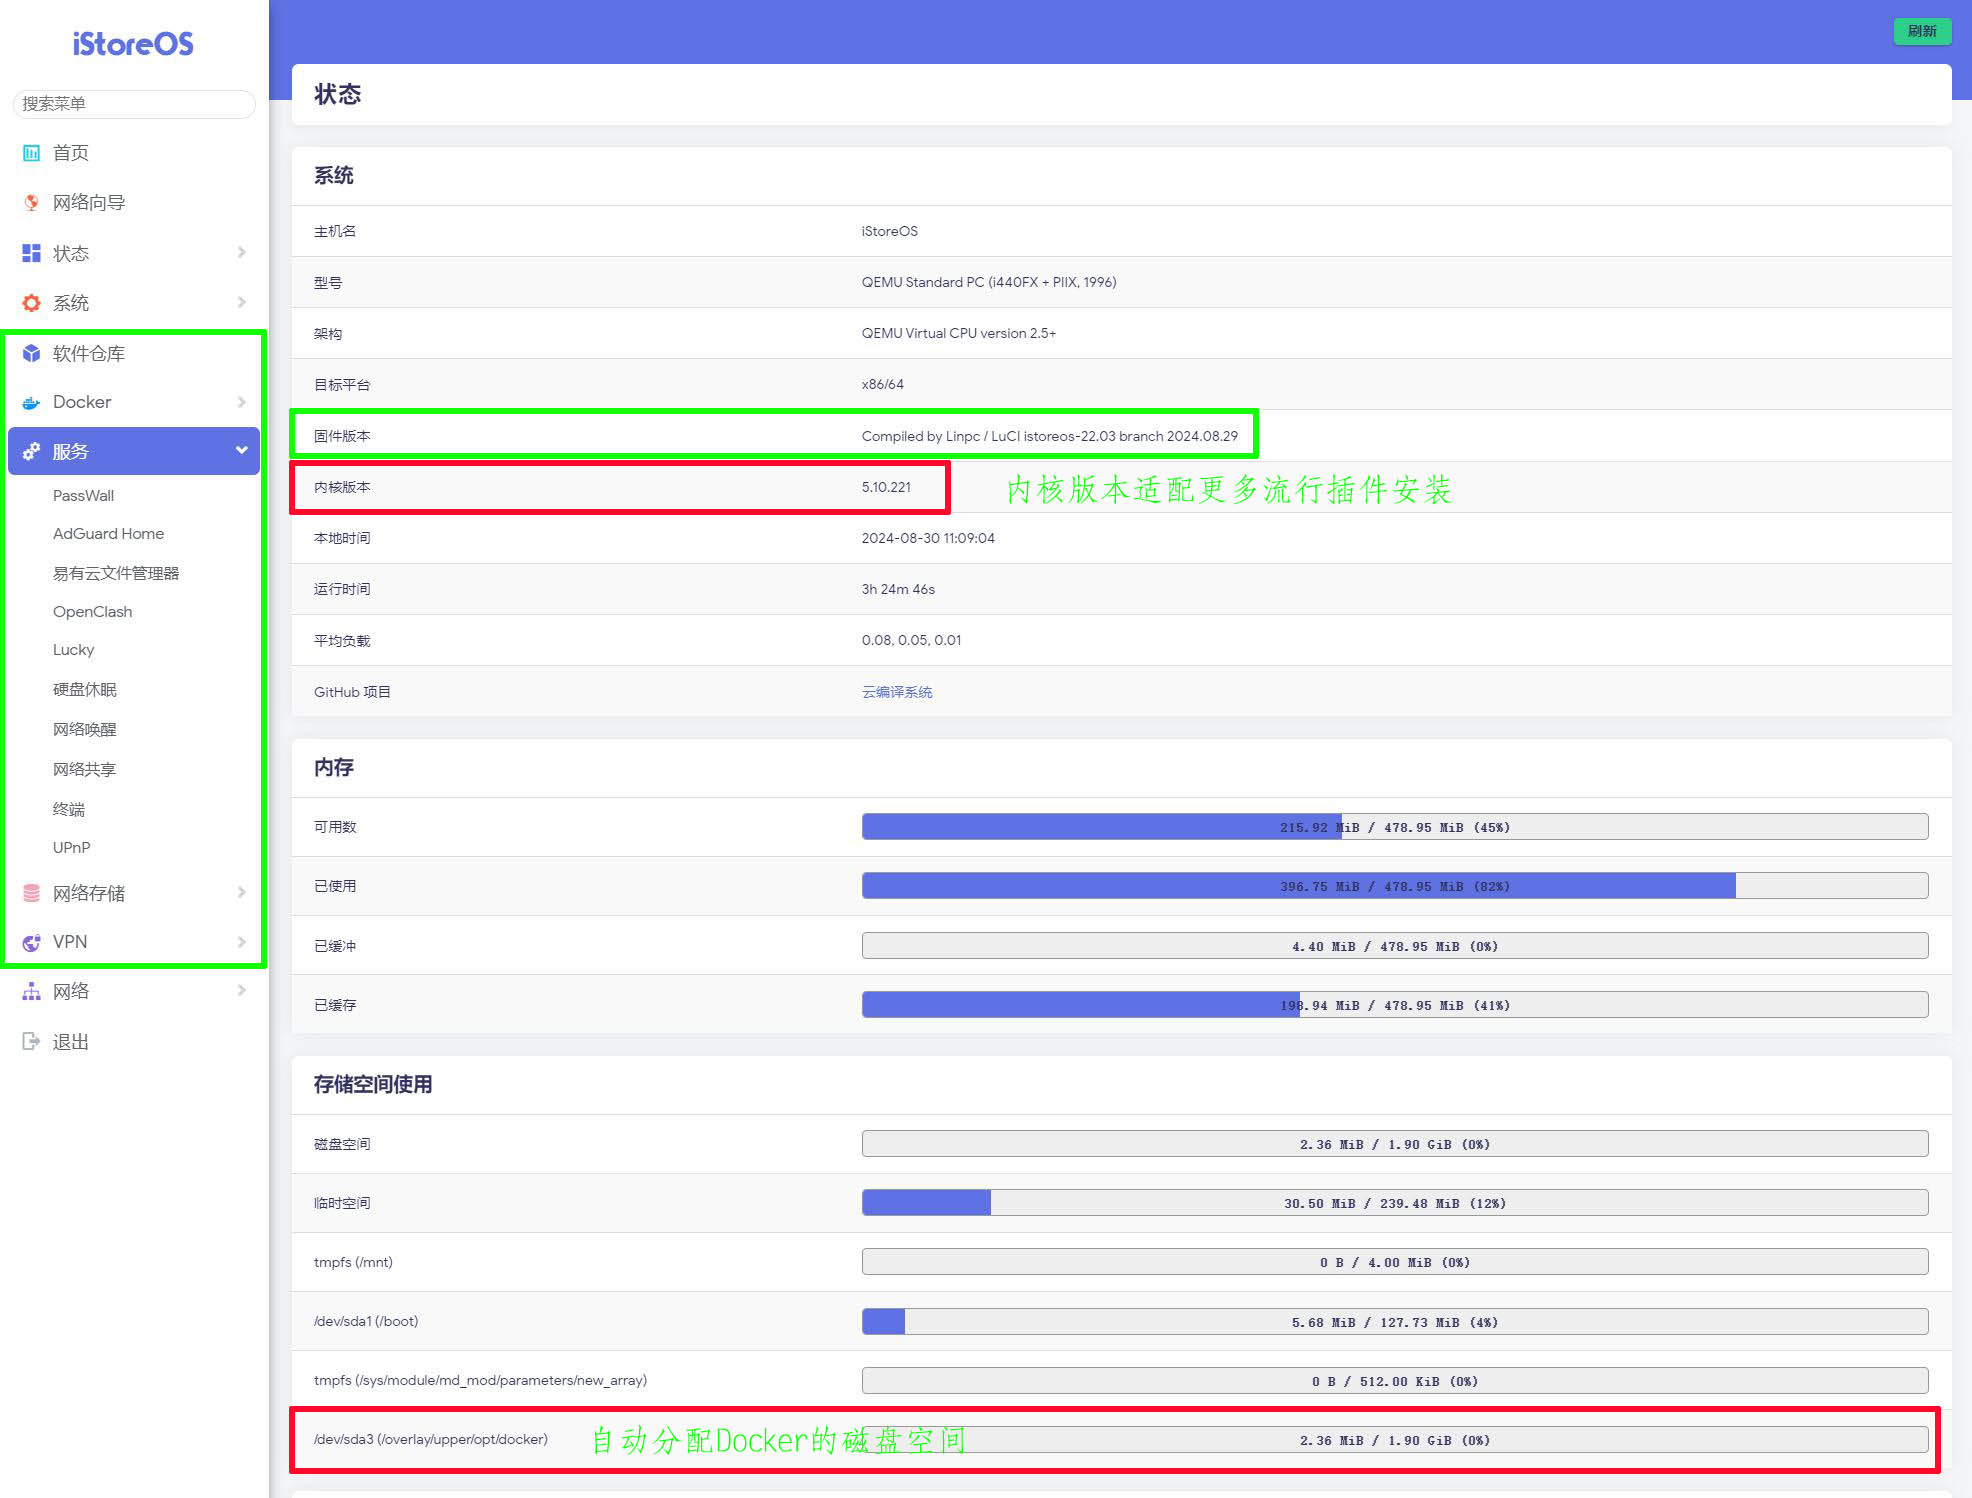 iStoreOS
搜索菜单
首页
网络向导
状态
系统
软件仓库
Docker
服务
PassWall
AdGuard Home
易有云文件管理器
OpenClash
Lucky
硬盘休眠
网络唤醒
网络共享
终端
UPnP
网络存储
VPN
网络
退出
刷新
状态
系统
主机名 iStoreOS
型号 QEMU Standard PC (i440FX + PIIX, 1996)
架构 QEMU Virtual CPU version 2.5+
目标平台 x86/64
固件版本 Compiled by Linpc / LuCI istoreos-22.03 branch 2024.08.29
内核版本 5.10.221 内核版本适配更多流行插件安装
本地时间 2024-08-30 11:09:04
运行时间 3h 24m 46s
平均负载 0.08, 0.05, 0.01
GitHub 项目 云编译系统
内存
可用数 215.92 MiB / 478.95 MiB (45%)
已使用 396.75 MiB / 478.95 MiB (82%)
已缓冲 4.40 MiB / 478.95 MiB (0%)
已缓存 198.94 MiB / 478.95 MiB (41%)
存储空间使用
磁盘空间 2.36 MiB / 1.90 GiB (0%)
临时空间 30.50 MiB / 239.48 MiB (12%)
tmpfs (/mnt) 0 B / 4.00 MiB (0%)
/dev/sda1 (/boot) 5.68 MiB / 127.73 MiB (4%)
tmpfs (/sys/module/md_mod/parameters/new_array) 0 B / 512.00 KiB (0%)
/dev/sda3 (/overlay/upper/opt/docker) 自动分配Docker的磁盘空间 2.36 MiB / 1.90 GiB (0%)